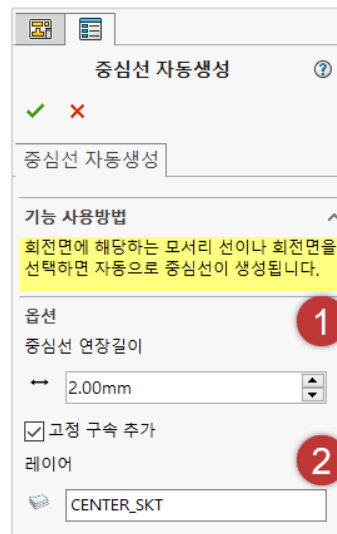 중심선 자동생성
중심선 자동생성
기능 사용방법
회전면에 해당하는 모서리 선이나 회전면을
선택하면 자동으로 중심선이 생성됩니다.
옵션
1
중심선 연장길이
2.00mm
고정 구속 추가
레이어
2
CENTER_SKT